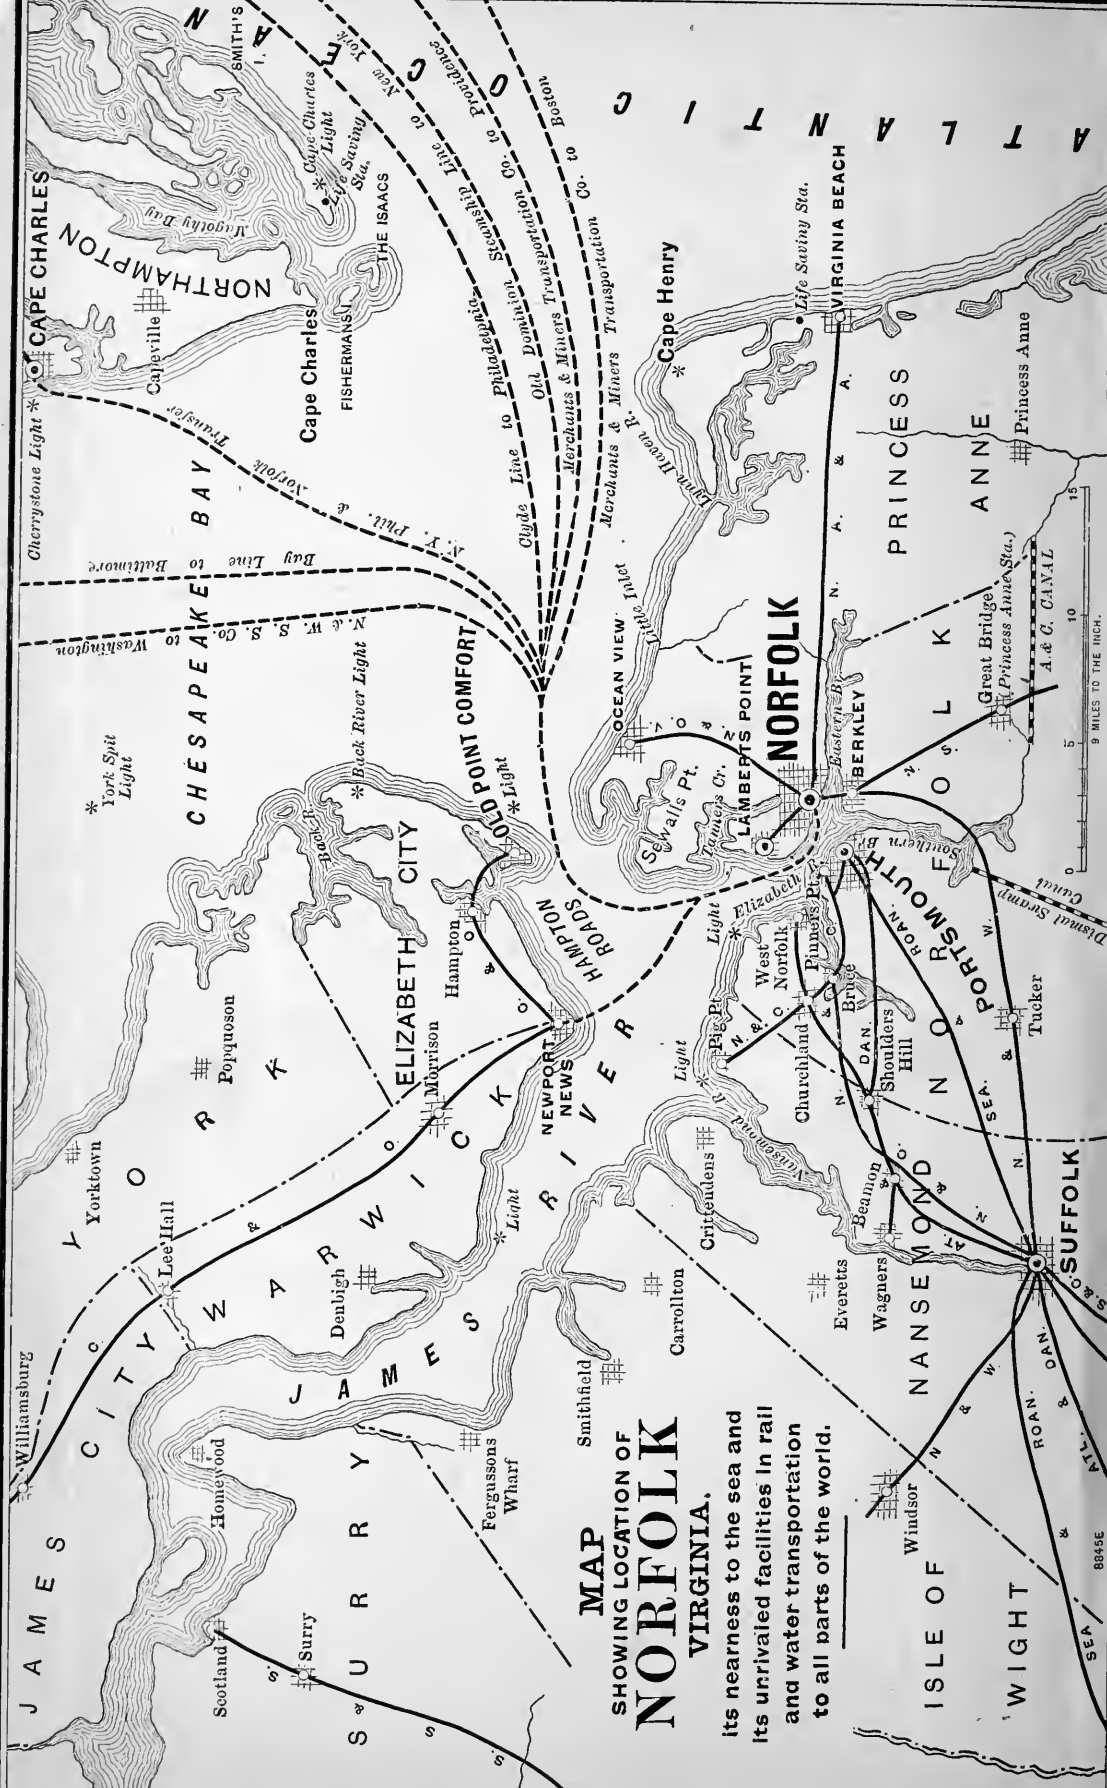 MAP
SHOWING LOCATION OF
NORFOLK
VIRGINIA.
its nearness to the sea and
its unrivaled facilities in rail
and water transportation
to all parts of the world.
JAMES CITY
Williamsburg
C. & O.
Lee Hall
YORK
Yorktown
Popquoson
WARWICK
Denbigh
Morrison
ELIZABETH CITY
Hampton
C. & O.
OLD POINT COMFORT
Light
Back R.
Back River Light
York Spit
Light
NEWPORT
NEWS
HAMPTON
ROADS
JAMES RIVER
Light
Homewood
Scotland
Surry
S. S. & S.
SURRY
Fergussons
Wharf
Smithfield
Carrollton
Crittendens
ISLE OF
WIGHT
Windsor
N & W.
Everetts
Wagners
Beamon
NANSEMOND
Nansemond R.
Light
Pig Pt.
N. & C.
Churchland
West
Norfolk
Pinners Pt.
Bruce
Shoulders
Hill
AT. & DAN.
N. & C.
SUFFOLK
S. & C.
ATL. & DAN.
SEA & ROAN.
SEA. & ROAN.
N. & W.
Tucker
NORFOLK
PORTSMOUTH
Light
Elizabeth R.
Southern Br.
Dismal Swamp Canal
Sewalls Pt.
Tanners Cr.
LAMBERTS POINT
NORFOLK
Eastern Br.
BERKLEY
N. S.
N. & O. V.
OCEAN VIEW
Little Inlet
Lynn Haven R.
Cape Henry
Life Saving Sta.
VIRGINIA BEACH
N. A. & A.
PRINCESS
ANNE
Princess Anne
Great Bridge
(Princess Anne Sta.)
A. & C. CANAL
0 5 10 15
9 MILES TO THE INCH.
8845E
CHESAPEAKE BAY
N. & W. S. S. Co. to Washington
Bay Line to Baltimore
N. Y. Phil. & Norfolk Transfer
Cherrystone Light
CAPE CHARLES
Capeville
NORTHAMPTON
Magothy Bay
Cape Charles
FISHERMANS I.
THE ISAACS
Cape Charles
Light
Life Saving
Sta.
SMITH'S
I.
Clyde Line to Philadelphia
Old Dominion Steamship Line to New York
Merchants & Miners Transportation Co. to Providence
Merchants & Miners Transportation Co. to Boston
ATLANTIC
OCEAN